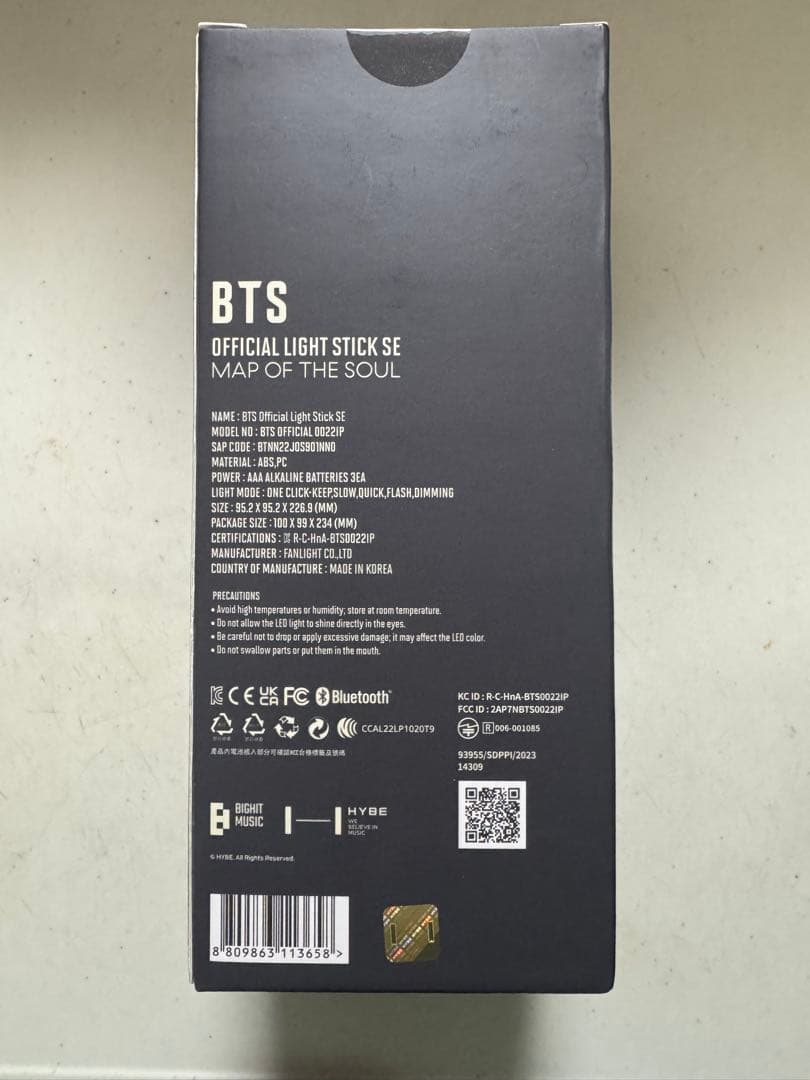 BTS
OFFICIAL LIGHT STICK SE
MAP OF THE SOUL
NAME : BTS Official Light Stick SE
MODEL NO : BTS OFFICIAL 0022IP
SAP CODE : BTNN22JOS901NNO
MATERIAL : ABS,PC
POWER : AAA ALKALINE BATTERIES 3EA
LIGHT MODE : ONE CLICK-KEEP,SLOW,QUICK,FLASH,DIMMING
SIZE : 95.2 X 95.2 X 226.9 (MM)
PACKAGE SIZE : 100 X 99 X 234 (MM)
CERTIFICATIONS : R-C-HnA-BTS0022IP
MANUFACTURER : FANLIGHT CO.,LTD
COUNTRY OF MANUFACTURE : MADE IN KOREA
PRECAUTIONS
• Avoid high temperatures or humidity; store at room temperature.
• Do not allow the LED light to shine directly in the eyes.
• Be careful not to drop or apply excessive damage; it may affect the LED color.
• Do not swallow parts or put them in the mouth.
CE UK CA FC Bluetooth
KC ID : R-C-HnA-BTS0022IP
FCC ID : 2AP7NBTS0022IP
CCAL22LP1020T9
R 006-001085
93955/SDPPI/2023
14309
BIGHIT
MUSIC
HYBE
WE
BELIEVE IN
MUSIC
© HYBE. All Rights Reserved.
8 809863 113658 >